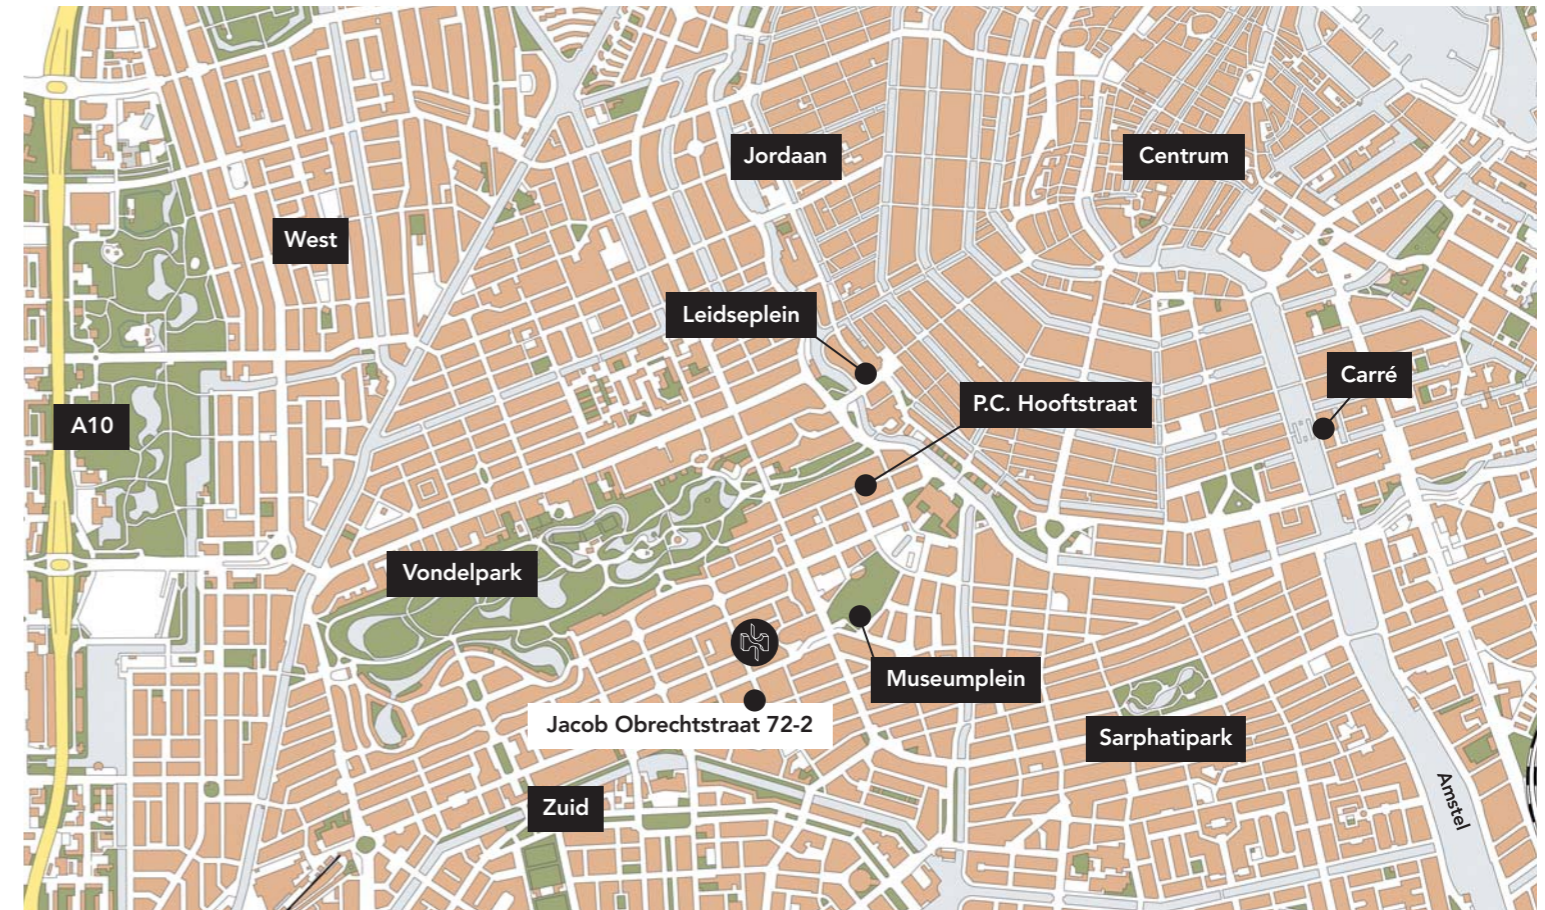 Jordaan
Centrum
West
Leidseplein
Carré
P.C. Hooftstraat
A10
Vondelpark
Museumplein
Jacob Obrechtstraat 72-2
Sarphatipark
Zuid
Amstel